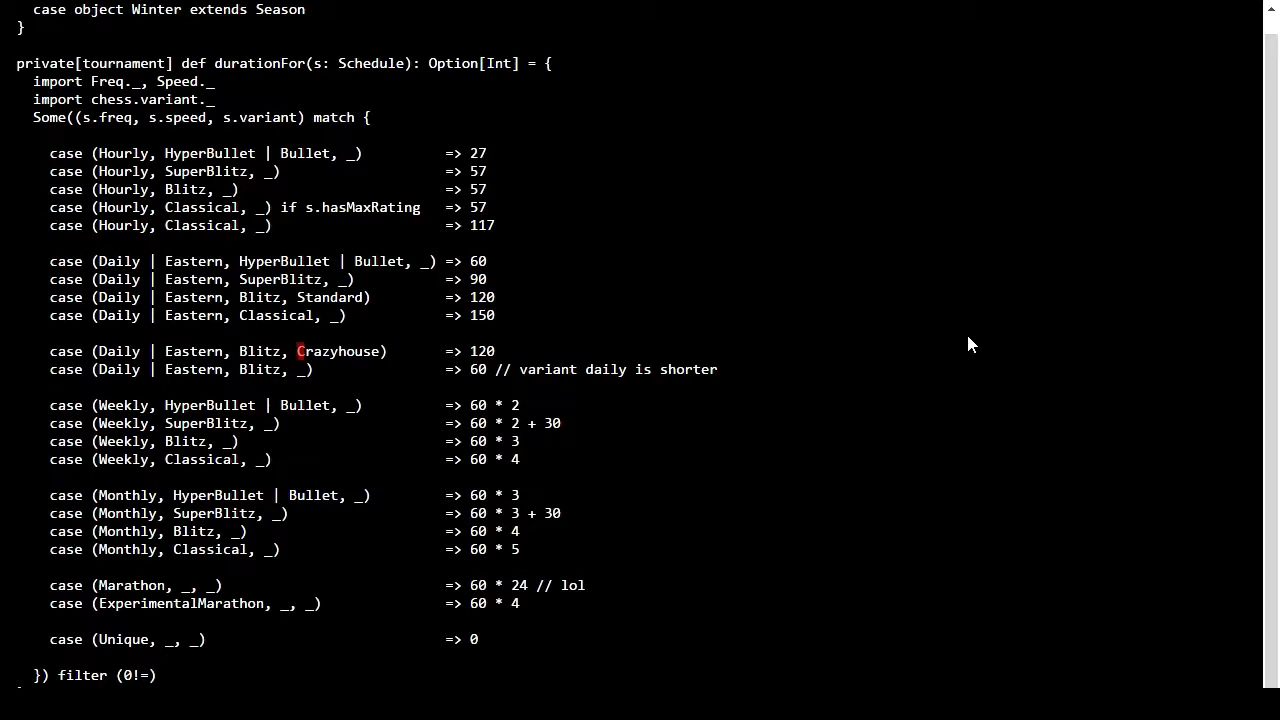 case object Winter extends Season
}
private[tournament] def durationFor(s: Schedule): Option[Int] = {
import Freq._, Speed._
import chess.variant._
Some((s.freq, s.speed, s.variant) match {
case (Hourly, HyperBullet | Bullet, _) => 27
case (Hourly, SuperBlitz, _) => 57
case (Hourly, Blitz, _) => 57
case (Hourly, Classical, _) if s.hasMaxRating => 57
case (Hourly, Classical, _) => 117
case (Daily | Eastern, HyperBullet | Bullet, _) => 60
case (Daily | Eastern, SuperBlitz, _) => 90
case (Daily | Eastern, Blitz, Standard) => 120
case (Daily | Eastern, Classical, _) => 150
case (Daily | Eastern, Blitz, Crazyhouse) => 120
case (Daily | Eastern, Blitz, _) => 60 // variant daily is shorter
case (Weekly, HyperBullet | Bullet, _) => 60 * 2
case (Weekly, SuperBlitz, _) => 60 * 2 + 30
case (Weekly, Blitz, _) => 60 * 3
case (Weekly, Classical, _) => 60 * 4
case (Monthly, HyperBullet | Bullet, _) => 60 * 3
case (Monthly, SuperBlitz, _) => 60 * 3 + 30
case (Monthly, Blitz, _) => 60 * 4
case (Monthly, Classical, _) => 60 * 5
case (Marathon, _, _) => 60 * 24 // lol
case (ExperimentalMarathon, _, _) => 60 * 4
case (Unique, _, _) => 0
}) filter (0!=)